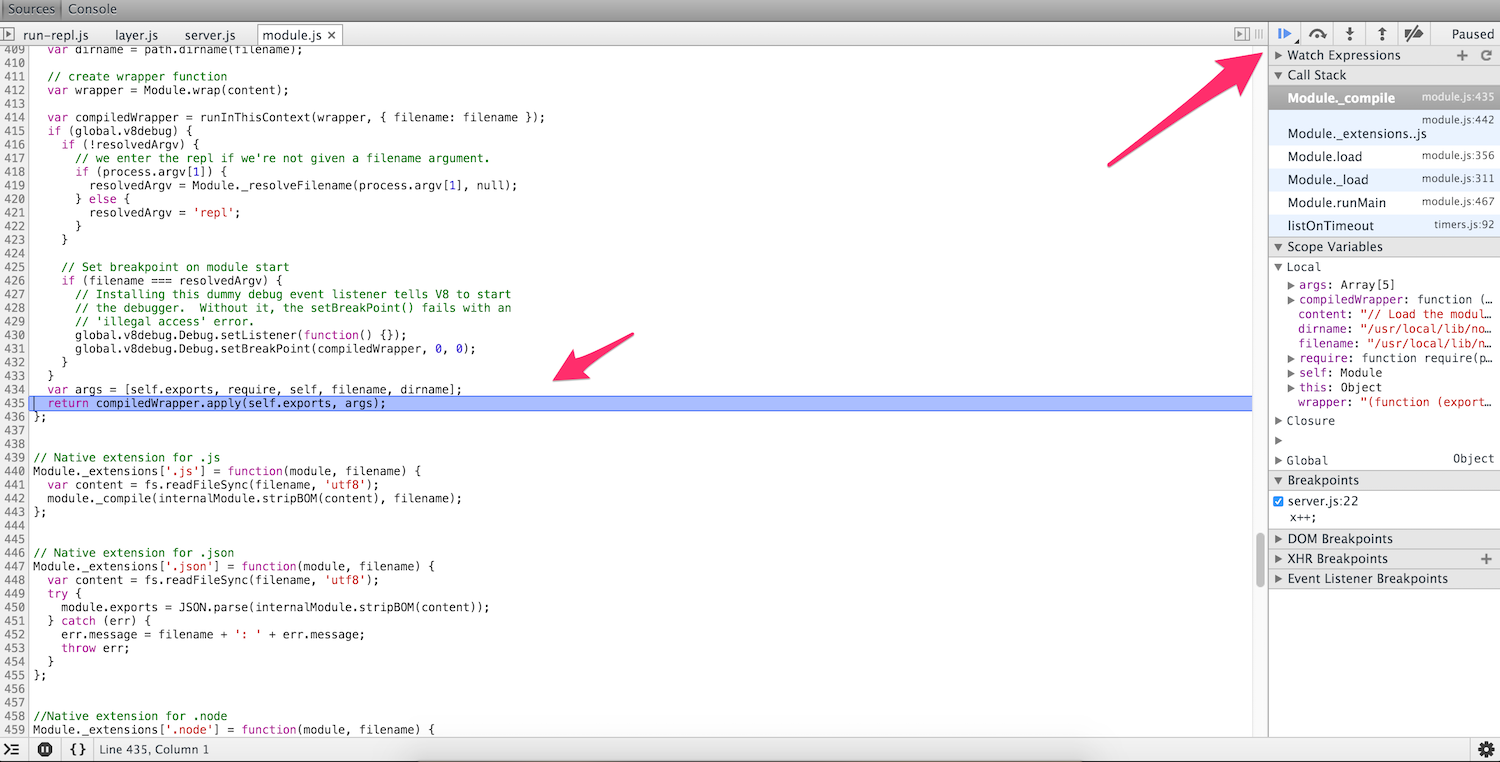 Sources Console
run-repl.js layer.js server.js module.js ×
409 var dirname = path.dirname(filename);
410
411 // create wrapper function
412 var wrapper = Module.wrap(content);
413
414 var compiledWrapper = runInThisContext(wrapper, { filename: filename });
415 if (global.v8debug) {
416 if (!resolvedArgv) {
417 // we enter the repl if we're not given a filename argument.
418 if (process.argv[1]) {
419 resolvedArgv = Module._resolveFilename(process.argv[1], null);
420 } else {
421 resolvedArgv = 'repl';
422 }
423 }
424
425 // Set breakpoint on module start
426 if (filename === resolvedArgv) {
427 // Installing this dummy debug event listener tells V8 to start
428 // the debugger.  Without it, the setBreakPoint() fails with an
429 // 'illegal access' error.
430 global.v8debug.Debug.setListener(function() {});
431 global.v8debug.Debug.setBreakPoint(compiledWrapper, 0, 0);
432 }
433 }
434 var args = [self.exports, require, self, filename, dirname];
435 return compiledWrapper.apply(self.exports, args);
436 };
437
438
439 // Native extension for .js
440 Module._extensions['.js'] = function(module, filename) {
441 var content = fs.readFileSync(filename, 'utf8');
442 module._compile(internalModule.stripBOM(content), filename);
443 };
444
445
446 // Native extension for .json
447 Module._extensions['.json'] = function(module, filename) {
448 var content = fs.readFileSync(filename, 'utf8');
449 try {
450 module.exports = JSON.parse(internalModule.stripBOM(content));
451 } catch (err) {
452 err.message = filename + ': ' + err.message;
453 throw err;
454 }
455 };
456
457
458 //Native extension for .node
459 Module._extensions['.node'] = function(module, filename) {
{} Line 435, Column 1
Paused
Watch Expressions
Call Stack
Module._compile module.js:435
module.js:442
Module._extensions..js
Module.load module.js:356
Module._load module.js:311
Module.runMain module.js:467
listOnTimeout timers.js:92
Scope Variables
Local
args: Array[5]
compiledWrapper: function (…
content: "// Load the modul…
dirname: "/usr/local/lib/no…
filename: "/usr/local/lib/n…
require: function require(p…
self: Module
this: Object
wrapper: "(function (export…
Closure
Global Object
Breakpoints
server.js:22
x++;
DOM Breakpoints
XHR Breakpoints
Event Listener Breakpoints